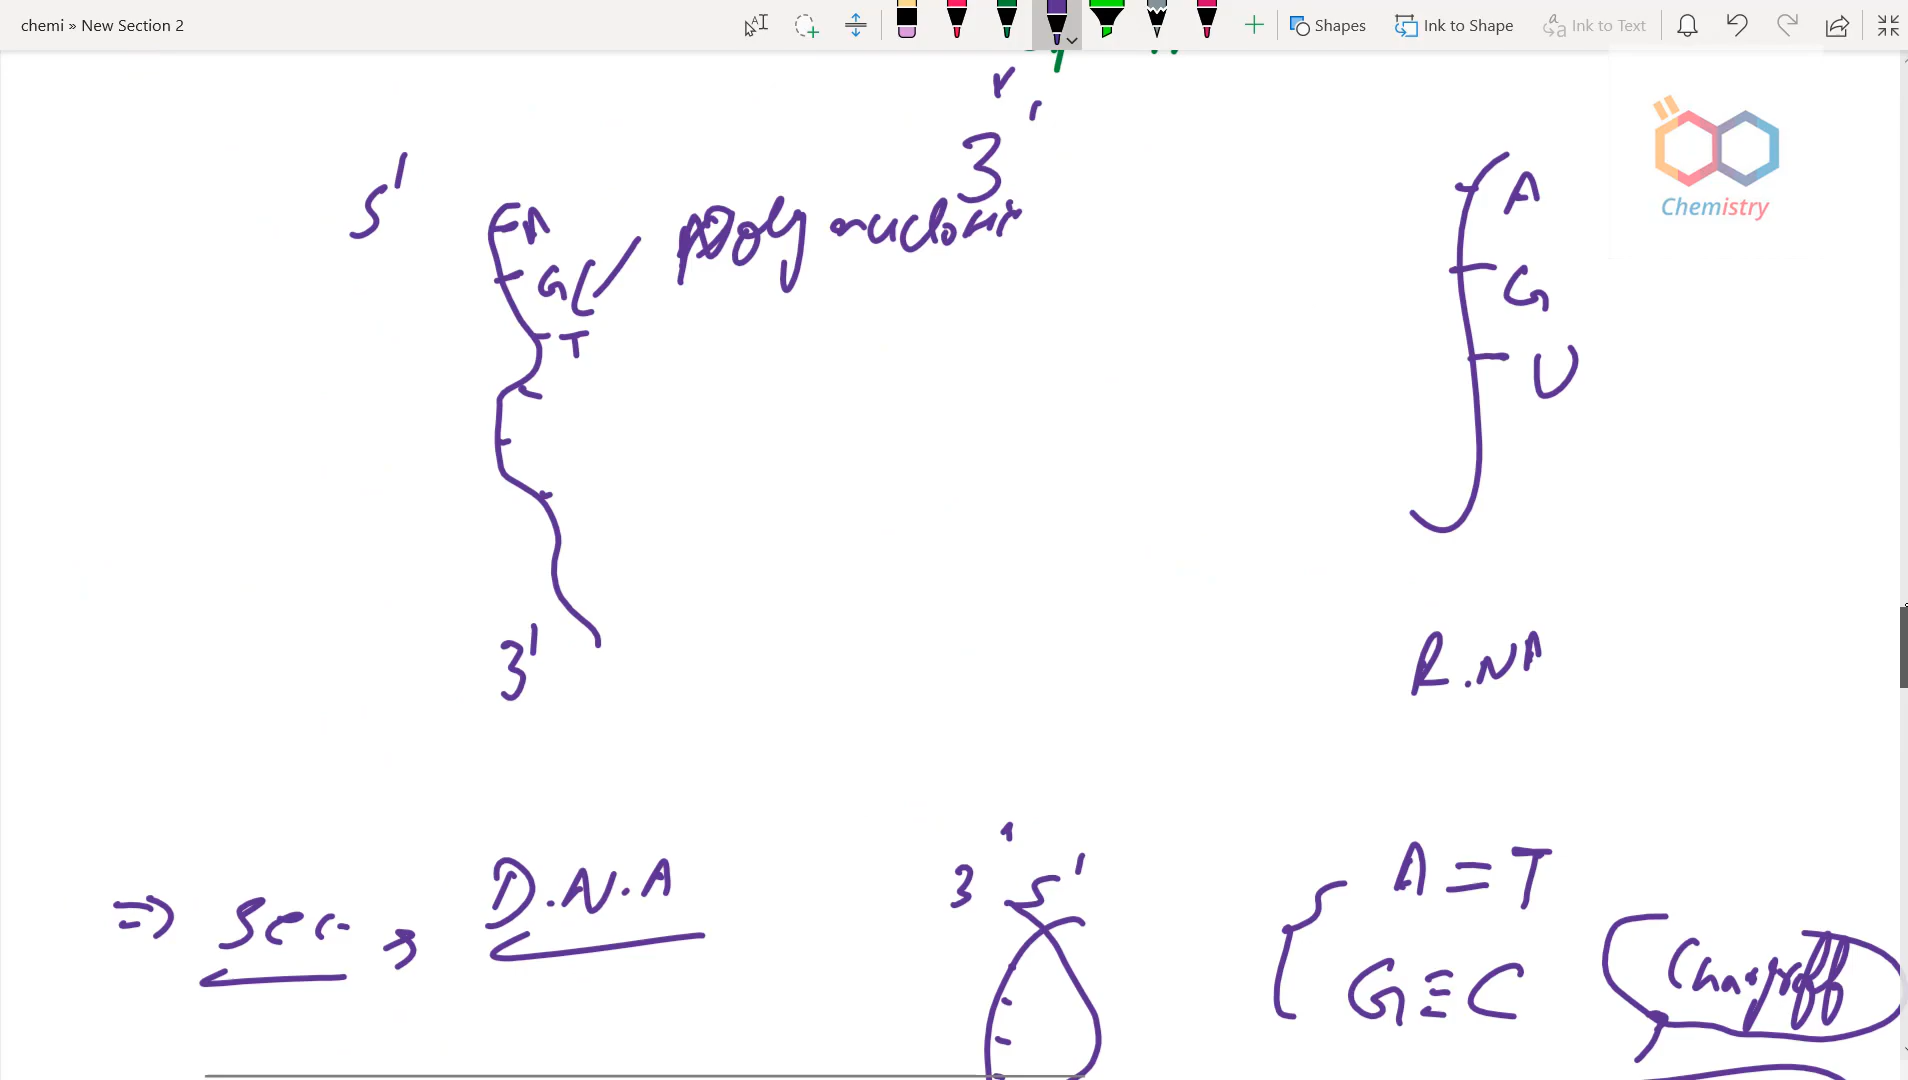 chemi » New Section 2
Shapes
Ink to Shape
Ink to Text
Chemistry
3'
5'
A
G C
T
Poly nucleoti
A
G
U
3'
R.NA
⇒ Sec →
D.N.A
3' 5'
A = T
G ≡ C
Chargaff